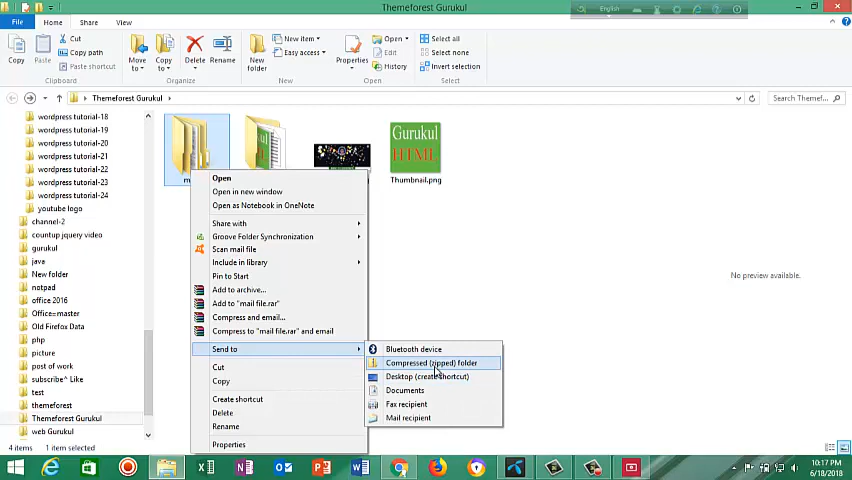 Themeforest Gurukul
English
File Home Share View
Copy
Paste
Cut
Copy path
Paste shortcut
Clipboard
Move to
Copy to
Delete
Rename
Organize
New folder
New item
Easy access
New
Properties
Open
Edit
History
Open
Select all
Select none
Invert selection
Select
Themeforest Gurukul
Search Themef...
wordpress tutorial-18
wordpress tutorial-19
wordpress tutorial-20
wordpress tutorial-21
wordpress tutorial-22
wordpress tutorial-23
wordpress tutorial-24
youtube logo
channel-2
countup jquery video
gurukul
java
New folder
notpad
office 2016
Office=master
Old Firefox Data
php
picture
post of work
subscribe^ Craft
test
themeforest
Themeforest Gurukul
web Gurukul
Gurukul
HTML
Thumbnail.png
No preview available.
Open
Open in new window
Open as Notebook in OneNote
Share with
Groove Folder Synchronization
Scan mail file
Include in library
Pin to Start
Add to archive...
Add to "mail file.rar"
Compress and email...
Compress to "mail file.rar" and email
Send to
Cut
Copy
Create shortcut
Delete
Rename
Properties
Bluetooth device
Compressed (zipped) folder
Desktop (create shortcut)
Documents
Fax recipient
Mail recipient
4 items 1 item selected
10:17 PM
6/18/2018